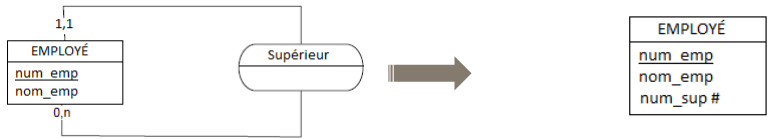 1,1
EMPLOYÉ
num_emp
nom_emp
0,n
Supérieur
EMPLOYÉ
num_emp
nom_emp
num_sup #